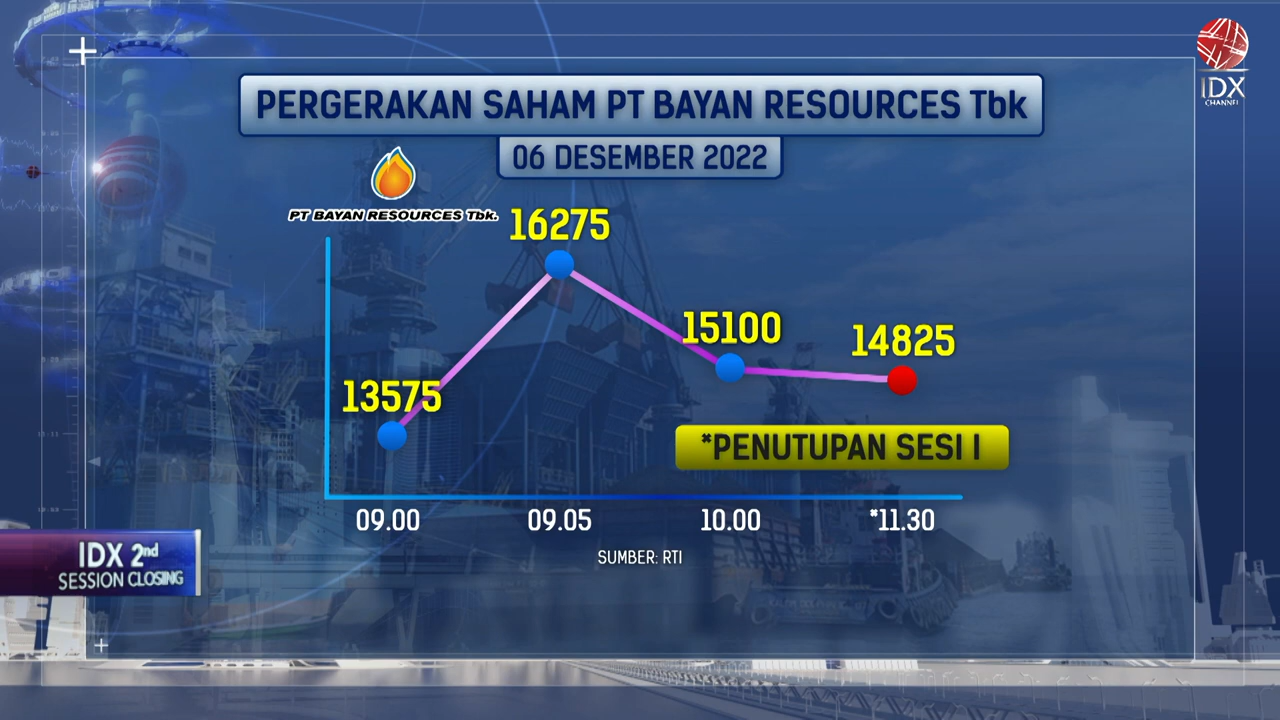 IDX
CHANNEL
PERGERAKAN SAHAM PT BAYAN RESOURCES Tbk
06 DESEMBER 2022
PT BAYAN RESOURCES Tbk.
16275
15100
14825
13575
*PENUTUPAN SESI I
09.00
09.05
10.00
*11.30
SUMBER: RTI
IDX 2nd
SESSION CLOSING